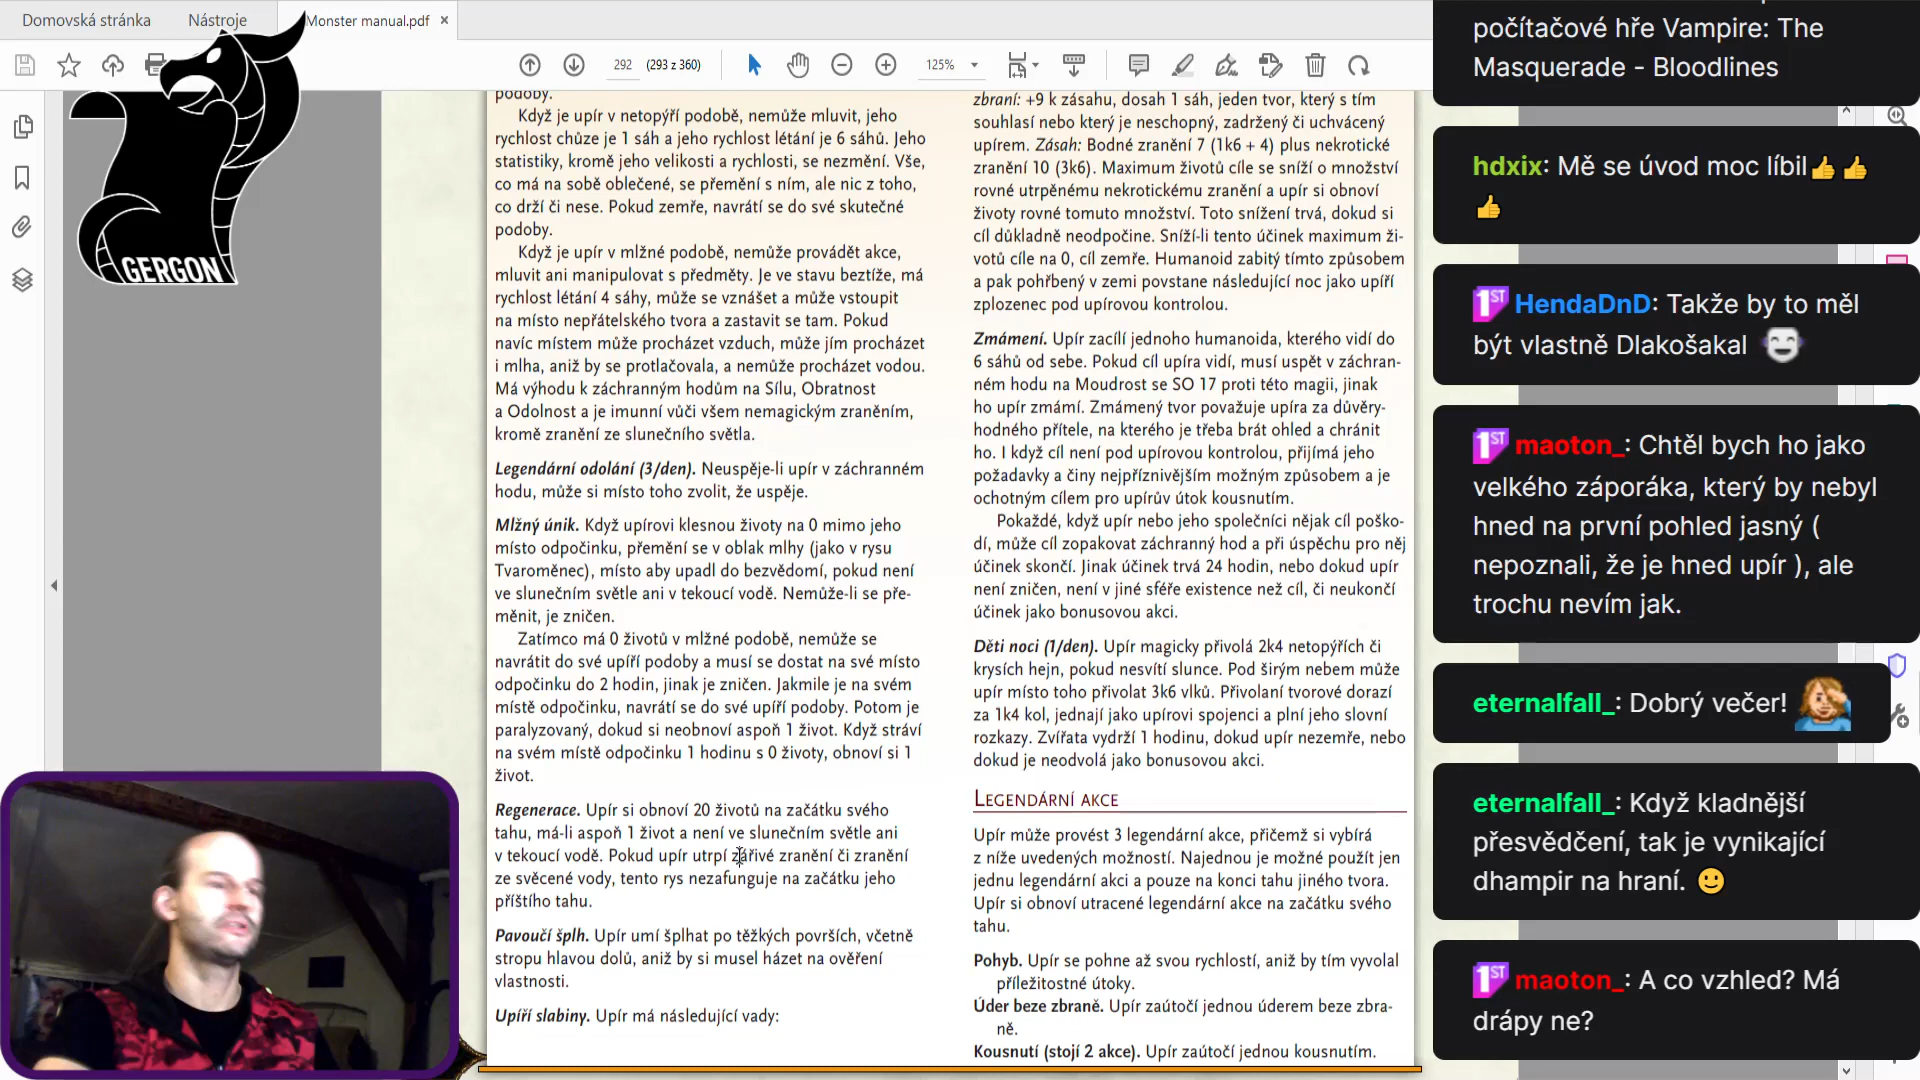 Domovská stránka
Nástroje
Monster manual.pdf
292 (293 z 360)
125%
GERGON
podoby.
Když je upír v netopýří podobě, nemůže mluvit, jeho
rychlost chůze je 1 sáh a jeho rychlost létání je 6 sáhů. Jeho
statistiky, kromě jeho velikosti a rychlosti, se nezmění. Vše,
co má na sobě oblečené, se přemění s ním, ale nic z toho,
co drží či nese. Pokud zemře, navrátí se do své skutečné
podoby.
Když je upír v mlžné podobě, nemůže provádět akce,
mluvit ani manipulovat s předměty. Je ve stavu beztíže, má
rychlost létání 4 sáhy, může se vznášet a může vstoupit
na místo nepřátelského tvora a zastavit se tam. Pokud
navíc místem může procházet vzduch, může jím procházet
i mlha, aniž by se protlačovala, a nemůže procházet vodou.
Má výhodu k záchranným hodům na Sílu, Obratnost
a Odolnost a je imunní vůči všem nemagickým zraněním,
kromě zranění ze slunečního světla.
Legendární odolání (3/den). Neuspěje-li upír v záchranném
hodu, může si místo toho zvolit, že uspěje.
Mlžný únik. Když upírovi klesnou životy na 0 mimo jeho
místo odpočinku, přemění se v oblak mlhy (jako v rysu
Tvaroměnec), místo aby upadl do bezvědomí, pokud není
ve slunečním světle ani v tekoucí vodě. Nemůže-li se pře-
měnit, je zničen.
Zatímco má 0 životů v mlžné podobě, nemůže se
navrátit do své upíří podoby a musí se dostat na své místo
odpočinku do 2 hodin, jinak je zničen. Jakmile je na svém
místě odpočinku, navrátí se do své upíří podoby. Potom je
paralyzovaný, dokud si neobnoví aspoň 1 život. Když stráví
na svém místě odpočinku 1 hodinu s 0 životy, obnoví si 1
život.
Regenerace. Upír si obnoví 20 životů na začátku svého
tahu, má-li aspoň 1 život a není ve slunečním světle ani
v tekoucí vodě. Pokud upír utrpí zářivé zranění či zranění
ze svěcené vody, tento rys nezafunguje na začátku jeho
příštího tahu.
Pavoučí šplh. Upír umí šplhat po těžkých površích, včetně
stropu hlavou dolů, aniž by si musel házet na ověření
vlastnosti.
Upíří slabiny. Upír má následující vady:
zbraní: +9 k zásahu, dosah 1 sáh, jeden tvor, který s tím
souhlasí nebo který je neschopný, zadržený či uchvácený
upírem. Zásah: Bodné zranění 7 (1k6 + 4) plus nekrotické
zranění 10 (3k6). Maximum životů cíle se sníží o množství
rovné utrpěnému nekrotickému zranění a upír si obnoví
životy rovné tomuto množství. Toto snížení trvá, dokud si
cíl důkladně neodpočine. Sníží-li tento účinek maximum ži-
votů cíle na 0, cíl zemře. Humanoid zabitý tímto způsobem
a pak pohřbený v zemi povstane následující noc jako upíří
zplozenec pod upírovou kontrolou.
Zmámení. Upír zacílí jednoho humanoida, kterého vidí do
6 sáhů od sebe. Pokud cíl upíra vidí, musí uspět v záchran-
ném hodu na Moudrost se SO 17 proti této magii, jinak
ho upír zmámí. Zmámený tvor považuje upíra za důvěry-
hodného přítele, na kterého je třeba brát ohled a chránit
ho. I když cíl není pod upírovou kontrolou, přijímá jeho
požadavky a činy nejpříznivějším možným způsobem a je
ochotným cílem pro upírův útok kousnutím.
Pokaždé, když upír nebo jeho společníci nějak cíl poško-
dí, může cíl zopakovat záchranný hod a při úspěchu pro něj
účinek skončí. Jinak účinek trvá 24 hodin, nebo dokud upír
není zničen, není v jiné sféře existence než cíl, či neukončí
účinek jako bonusovou akci.
Děti noci (1/den). Upír magicky přivolá 2k4 netopýřích či
krysích hejn, pokud nesvítí slunce. Pod širým nebem může
upír místo toho přivolat 3k6 vlků. Přivolaní tvorové dorazí
za 1k4 kol, jednají jako upírovi spojenci a plní jeho slovní
rozkazy. Zvířata vydrží 1 hodinu, dokud upír nezemře, nebo
dokud je neodvolá jako bonusovou akci.
LEGENDÁRNÍ AKCE
Upír může provést 3 legendární akce, přičemž si vybírá
z níže uvedených možností. Najednou je možné použít jen
jednu legendární akci a pouze na konci tahu jiného tvora.
Upír si obnoví utracené legendární akce na začátku svého
tahu.
Pohyb. Upír se pohne až svou rychlostí, aniž by tím vyvolal
příležitostné útoky.
Úder beze zbraně. Upír zaútočí jednou úderem beze zbra-
ně.
Kousnutí (stojí 2 akce). Upír zaútočí jednou kousnutím.
počítačové hře Vampire: The
Masquerade - Bloodlines
hdxix: Mě se úvod moc líbil👍👍
👍
1ST HendaDnD: Takže by to měl
být vlastně Dlakošakal
1ST maoton_: Chtěl bych ho jako
velkého záporáka, který by nebyl
hned na první pohled jasný (
nepoznali, že je hned upír ), ale
trochu nevím jak.
eternalfall_: Dobrý večer!
eternalfall_: Když kladnější
přesvědčení, tak je vynikající
dhampir na hraní. 🙂
1ST maoton_: A co vzhled? Má
drápy ne?